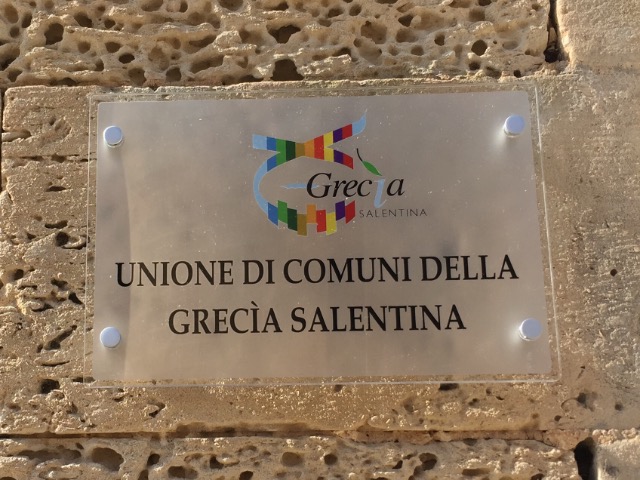 Grecìa
SALENTINA
UNIONE DI COMUNI DELLA
GRECÌA SALENTINA